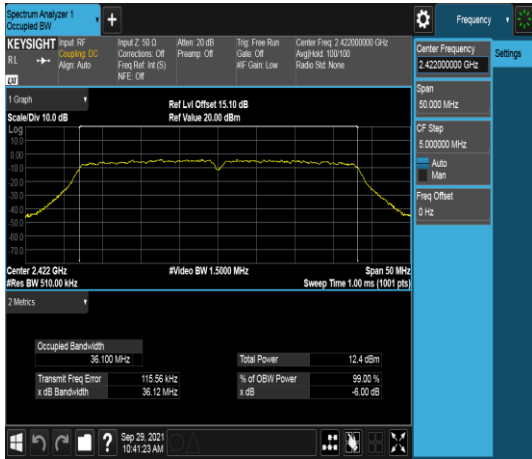 Spectrum Analyzer 1
Occupied BW
Frequency
KEYSIGHT
RL
LXI
Input: RF
Coupling: DC
Align: Auto
Input Z: 50 Ω
Corrections: Off
Freq Ref: Int (S)
NFE: Off
Atten: 20 dB
Preamp: Off
Trig: Free Run
Gate: Off
#IF Gain: Low
Center Freq: 2.422000000 GHz
Avg|Hold: 100/100
Radio Std: None
Center Frequency
2.422000000 GHz
Settings
Span
50.000 MHz
CF Step
5.000000 MHz
Auto
Man
Freq Offset
0 Hz
1 Graph
Scale/Div 10.0 dB
Ref Lvl Offset 15.10 dB
Ref Value 20.00 dBm
Log
10.0
0.00
-10.0
-20.0
-30.0
-40.0
-50.0
-60.0
-70.0
Center 2.422 GHz
#Res BW 510.00 kHz
#Video BW 1.5000 MHz
Span 50 MHz
Sweep Time 1.00 ms (1001 pts)
2 Metrics
Occupied Bandwidth
36.100 MHz
Total Power 12.4 dBm
Transmit Freq Error 115.56 kHz % of OBW Power 99.00 %
x dB Bandwidth 36.12 MHz x dB -6.00 dB
?
Sep 29, 2021
10:41:23 AM